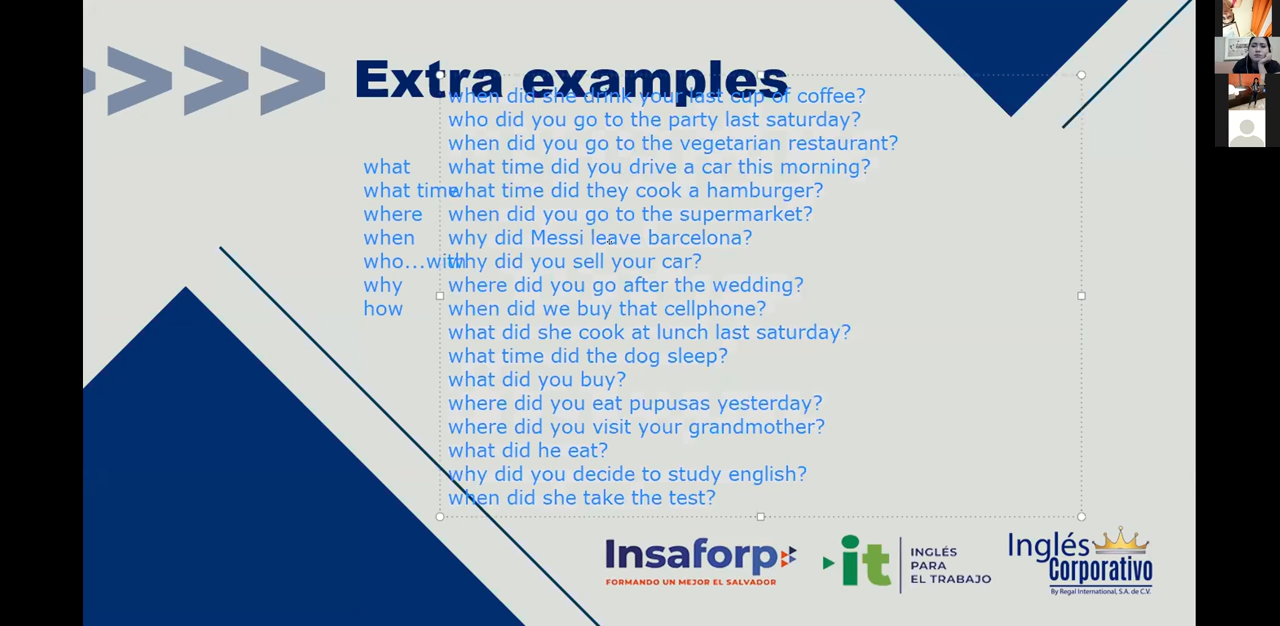 Extra examples
what
what time
where
when
who...with
why
how
when did she drink your last cup of coffee?
who did you go to the party last saturday?
when did you go to the vegetarian restaurant?
what time did you drive a car this morning?
what time did they cook a hamburger?
when did you go to the supermarket?
why did Messi leave barcelona?
why did you sell your car?
where did you go after the wedding?
when did we buy that cellphone?
what did she cook at lunch last saturday?
what time did the dog sleep?
what did you buy?
where did you eat pupusas yesterday?
where did you visit your grandmother?
what did he eat?
why did you decide to study english?
when did she take the test?
Insaforp
FORMANDO UN MEJOR EL SALVADOR
it
INGLÉS
PARA
EL TRABAJO
Inglés
Corporativo
By Regal International, S.A. de C.V.